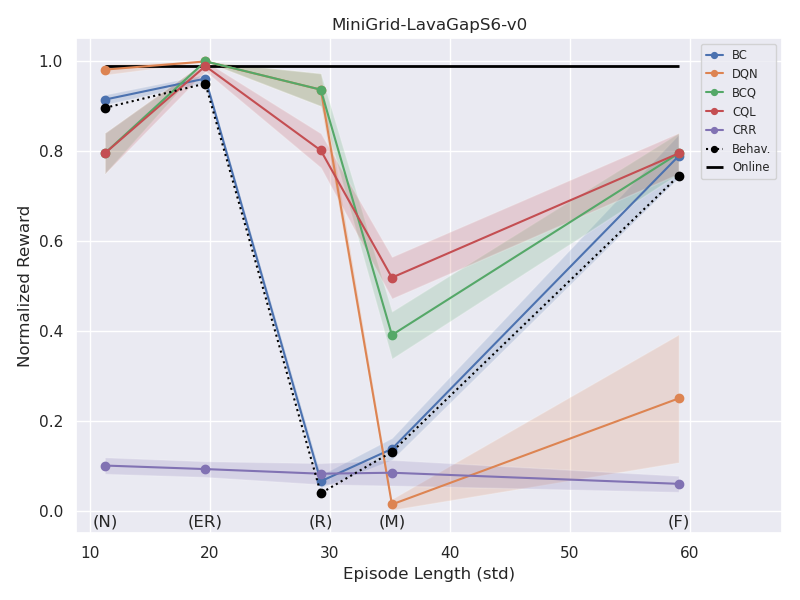 MiniGrid-LavaGapS6-v0
BC
DQN
BCQ
CQL
CRR
Behav.
Online
Normalized Reward
1.0
0.8
0.6
0.4
0.2
0.0
(N) (ER) (R) (M) (F)
10 20 30 40 50 60
Episode Length (std)